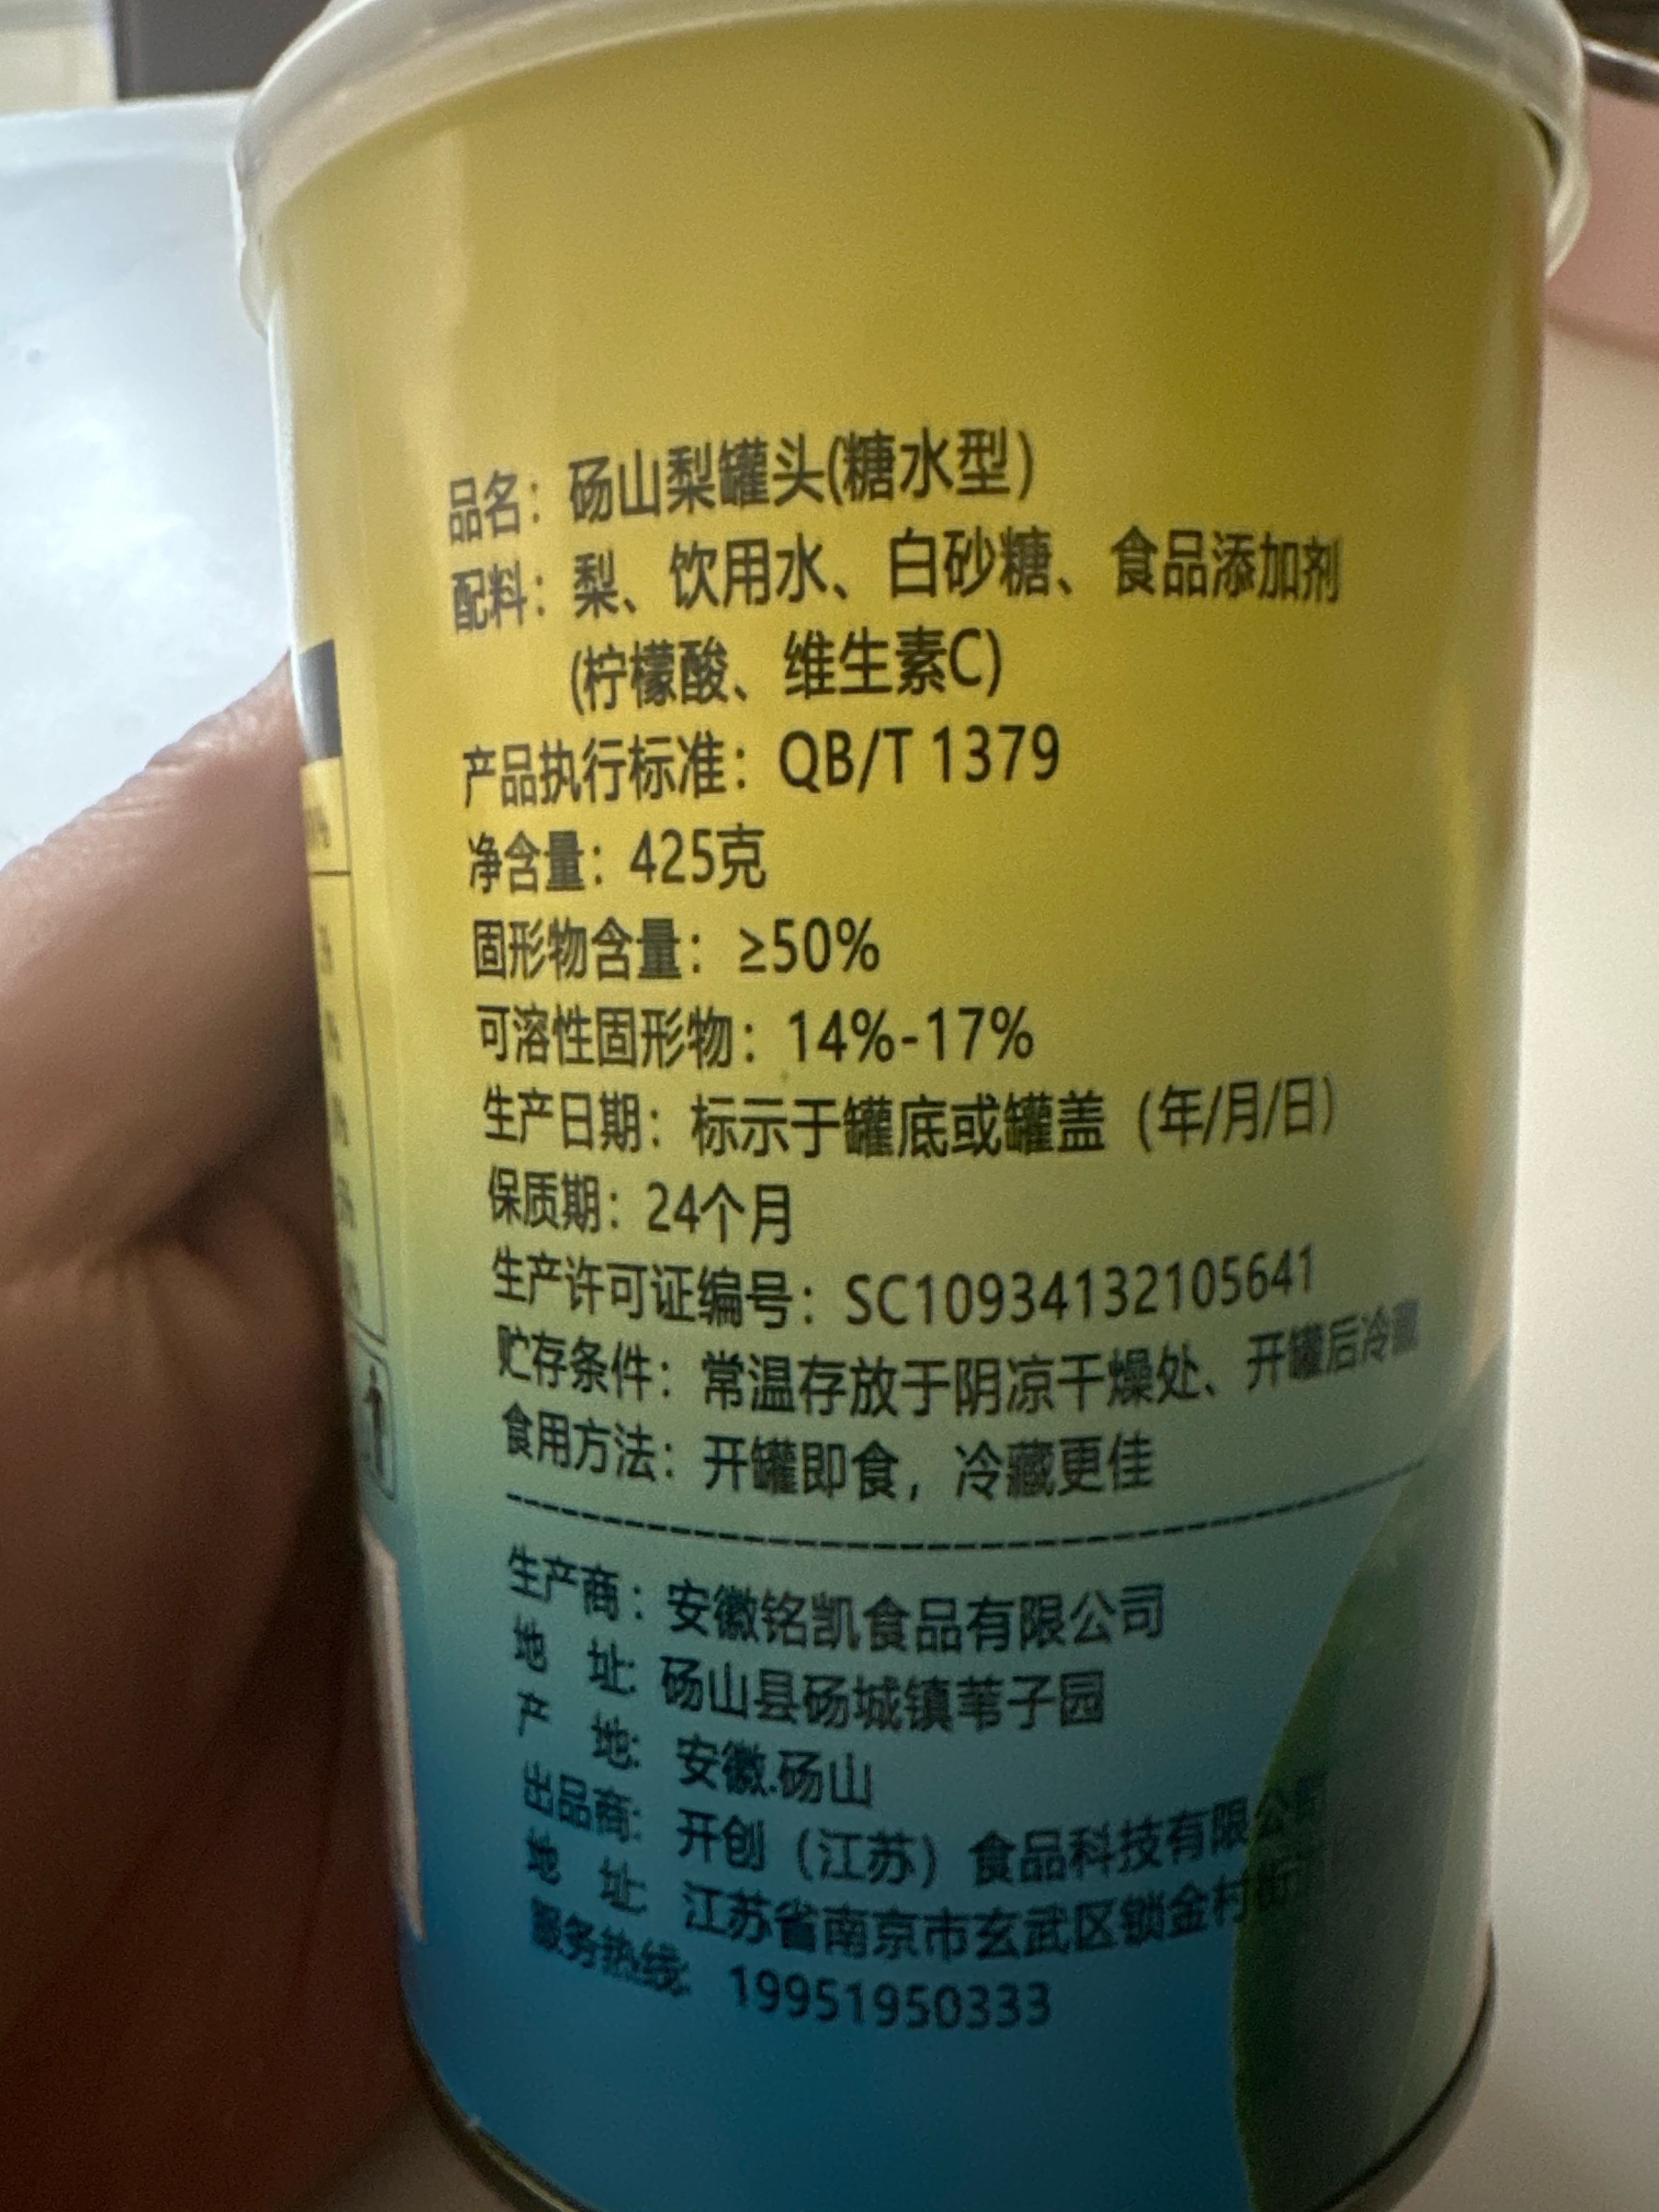 品名：砀山梨罐头(糖水型)
配料：梨、饮用水、白砂糖、食品添加剂
(柠檬酸、维生素C)
产品执行标准：QB/T 1379
净含量：425克
固形物含量：≥50%
可溶性固形物：14%-17%
生产日期：标示于罐底或罐盖（年/月/日）
保质期：24个月
生产许可证编号：SC10934132105641
贮存条件：常温存放于阴凉干燥处、开罐后冷藏
食用方法：开罐即食，冷藏更佳
生产商：安徽铭凯食品有限公司
地 址：砀山县砀城镇苇子园
产 地：安徽.砀山
出品商：开创（江苏）食品科技有限公司
地 址：江苏省南京市玄武区锁金村街
服务热线：19951950333